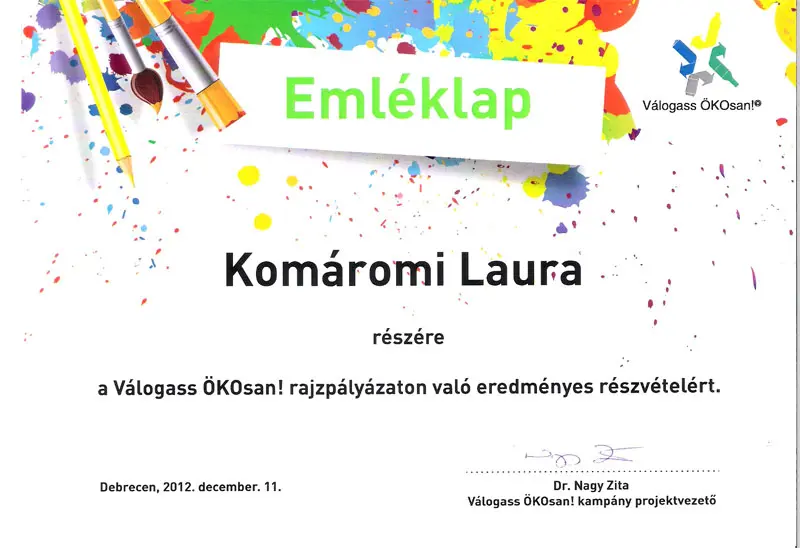 Emléklap
Válogass ÖKOsan!®
Komáromi Laura
részére
a Válogass ÖKOsan! rajzpályázaton való eredményes részvételért.
Debrecen, 2012. december. 11.
Dr. Nagy Zita
Válogass ÖKOsan! kampány projektvezető